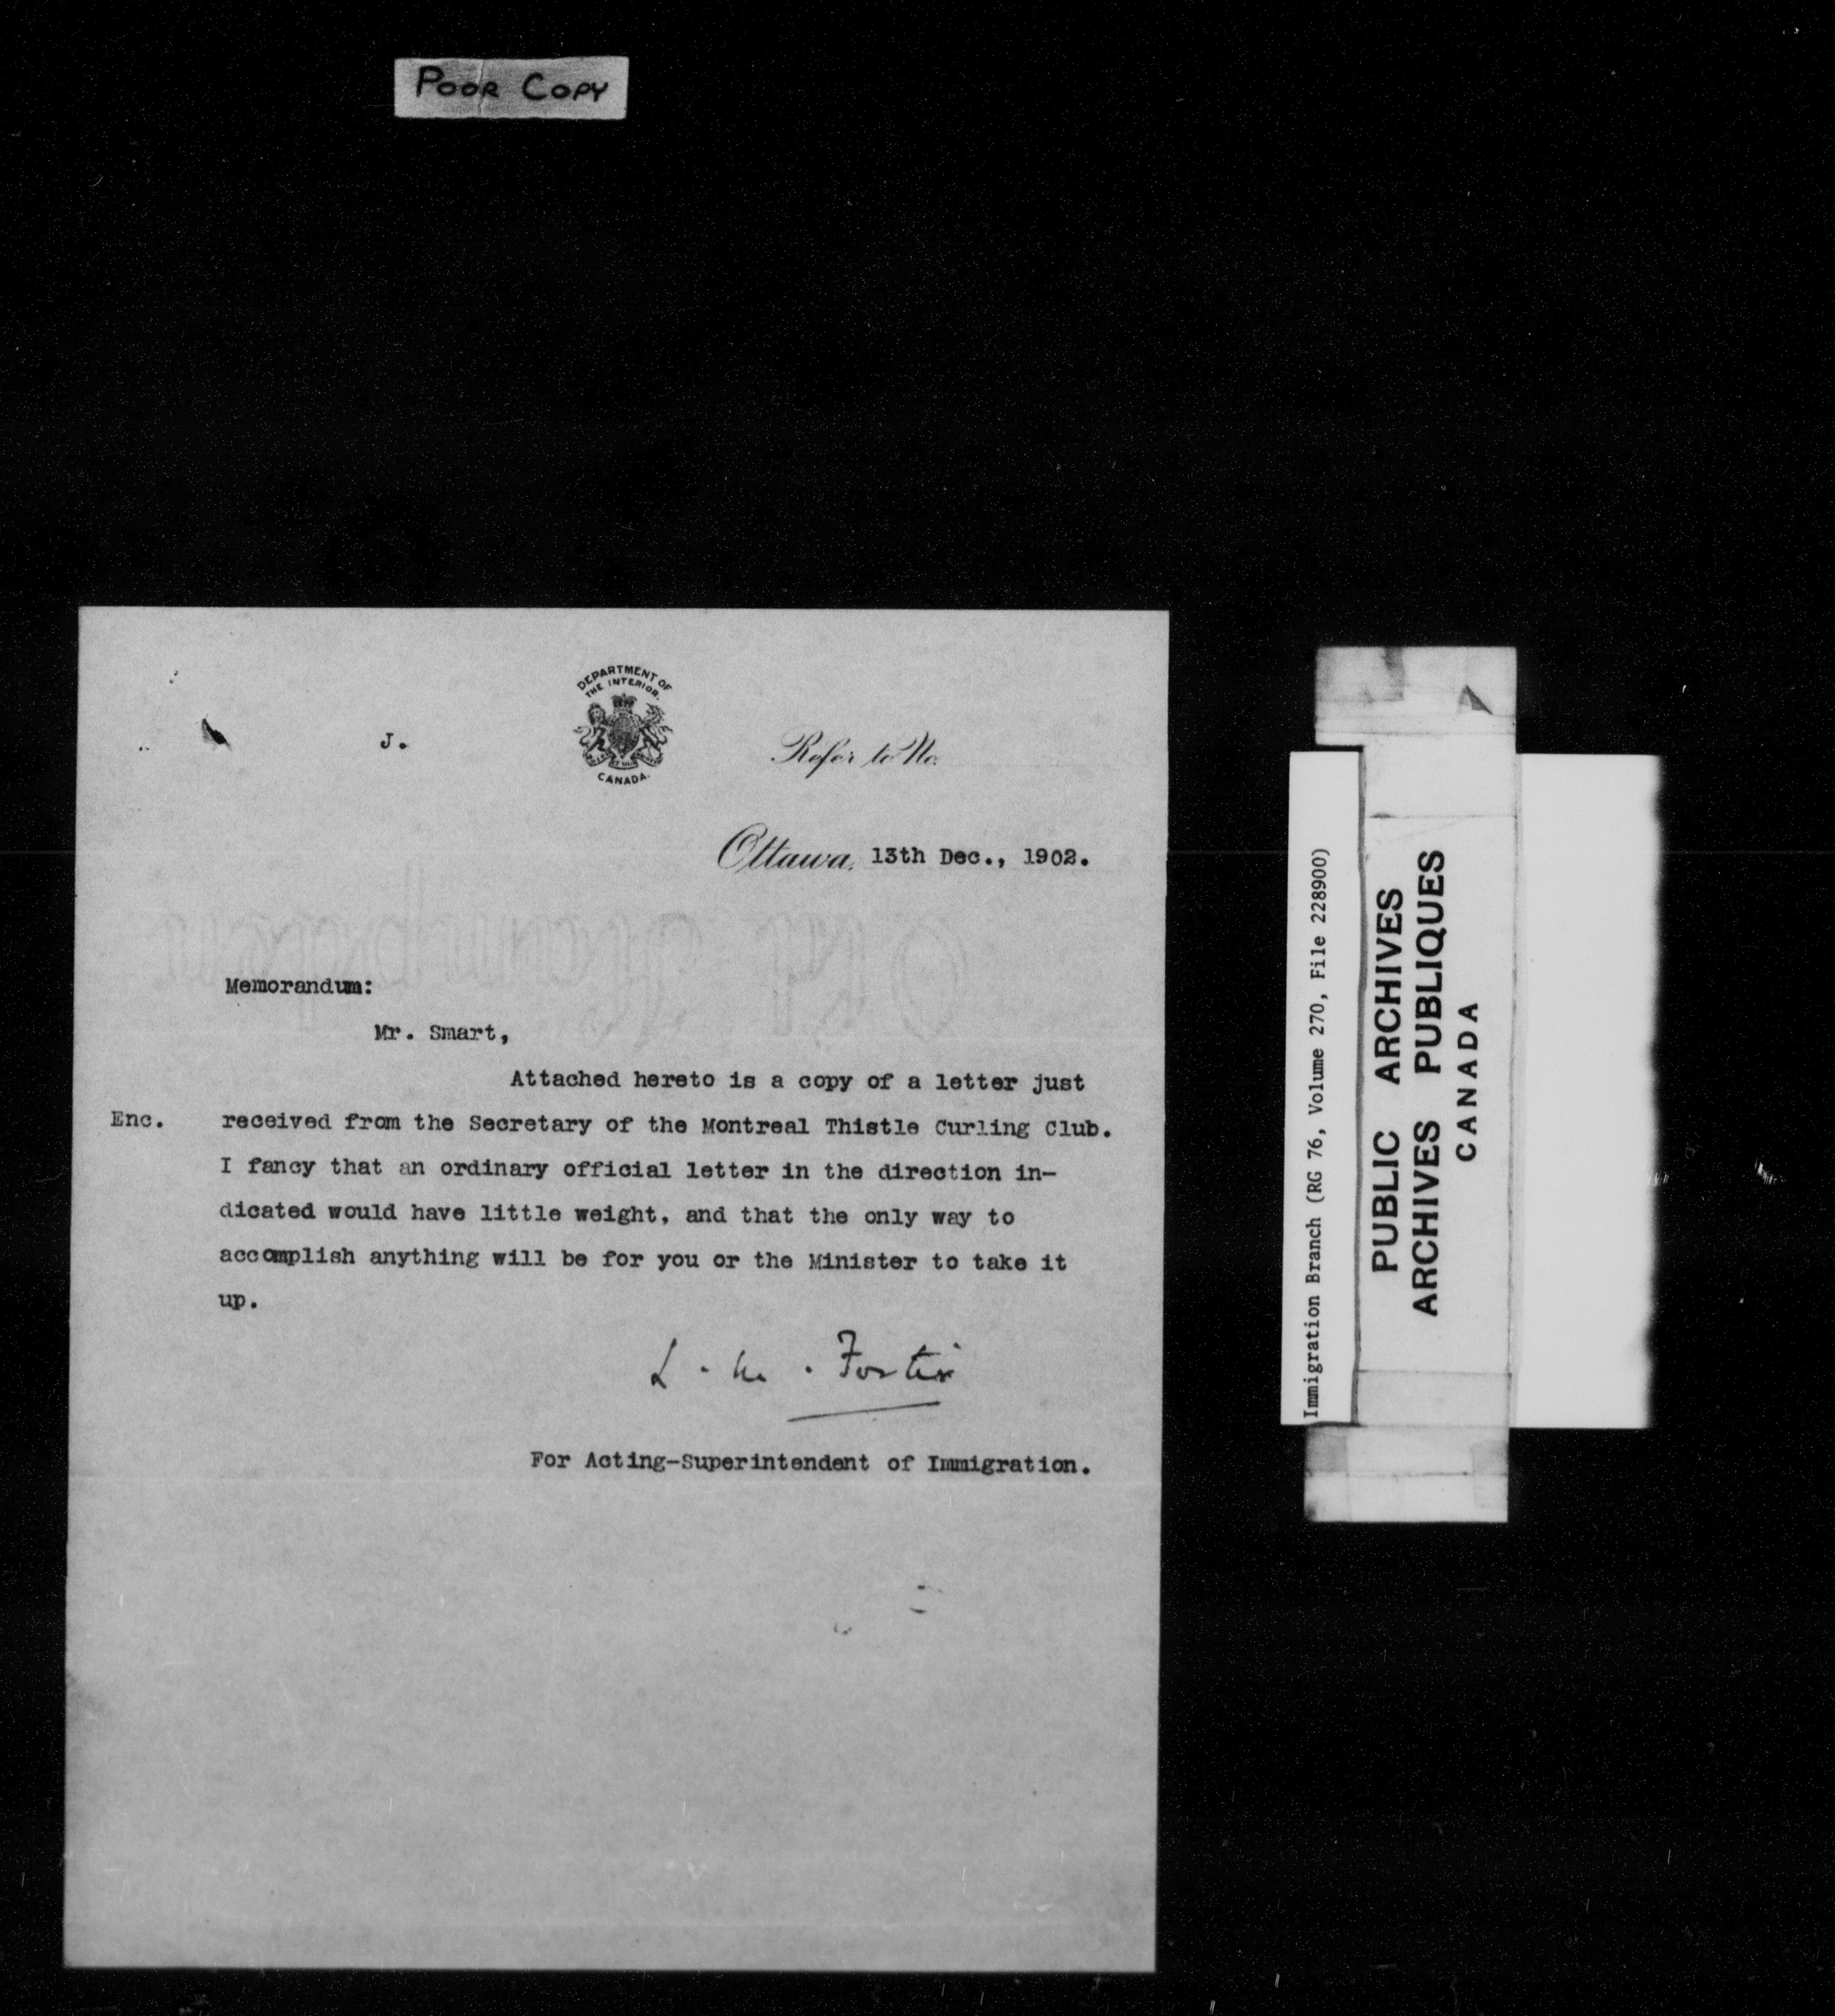 POOR COPY
DEPARTMENT OF
THE INTERIOR.
CANADA.
J.
Refer to No.
Ottawa, 13th Dec., 1902.
Memorandum:
Mr. Smart,
Attached hereto is a copy of a letter just
Enc. received from the Secretary of the Montreal Thistle Curling Club.
I fancy that an ordinary official letter in the direction in-
dicated would have little weight, and that the only way to
accomplish anything will be for you or the Minister to take it
up.
L. M. Fortier
For Acting-Superintendent of Immigration.
Immigration Branch (RG 76, Volume 270, File 228900)
PUBLIC ARCHIVES
ARCHIVES PUBLIQUES
CANADA